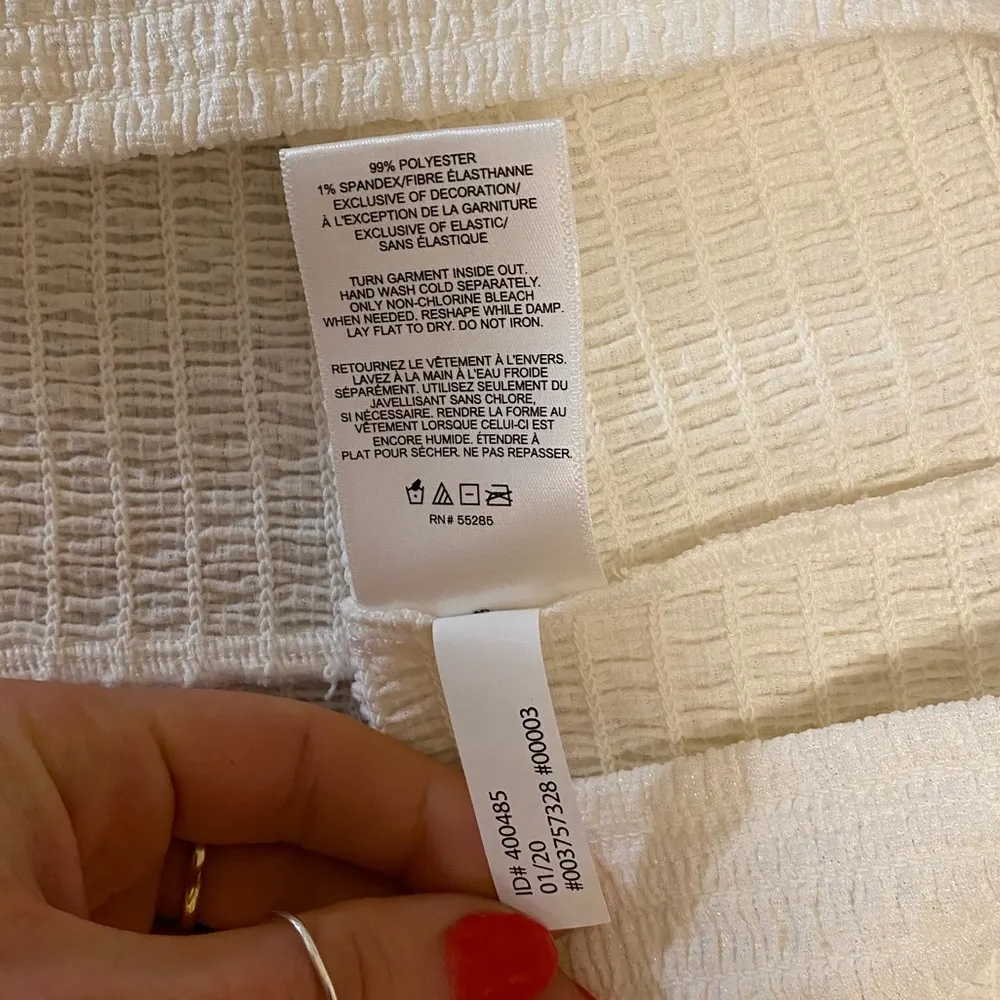 99% POLYESTER
1% SPANDEX/FIBRE ÉLASTHANNE
EXCLUSIVE OF DECORATION/
À L'EXCEPTION DE LA GARNITURE
EXCLUSIVE OF ELASTIC/
SANS ÉLASTIQUE
TURN GARMENT INSIDE OUT.
HAND WASH COLD SEPARATELY.
ONLY NON-CHLORINE BLEACH
WHEN NEEDED. RESHAPE WHILE DAMP.
LAY FLAT TO DRY. DO NOT IRON.
RETOURNEZ LE VÊTEMENT À L'ENVERS.
LAVEZ À LA MAIN À L'EAU FROIDE
SÉPARÉMENT. UTILISEZ SEULEMENT DU
JAVELLISANT SANS CHLORE,
SI NÉCESSAIRE. RENDRE LA FORME AU
VÊTEMENT LORSQUE CELUI-CI EST
ENCORE HUMIDE. ÉTENDRE À
PLAT POUR SÉCHER. NE PAS REPASSER.
RN# 55285
ID# 400485
01/20
#003757328 #00003